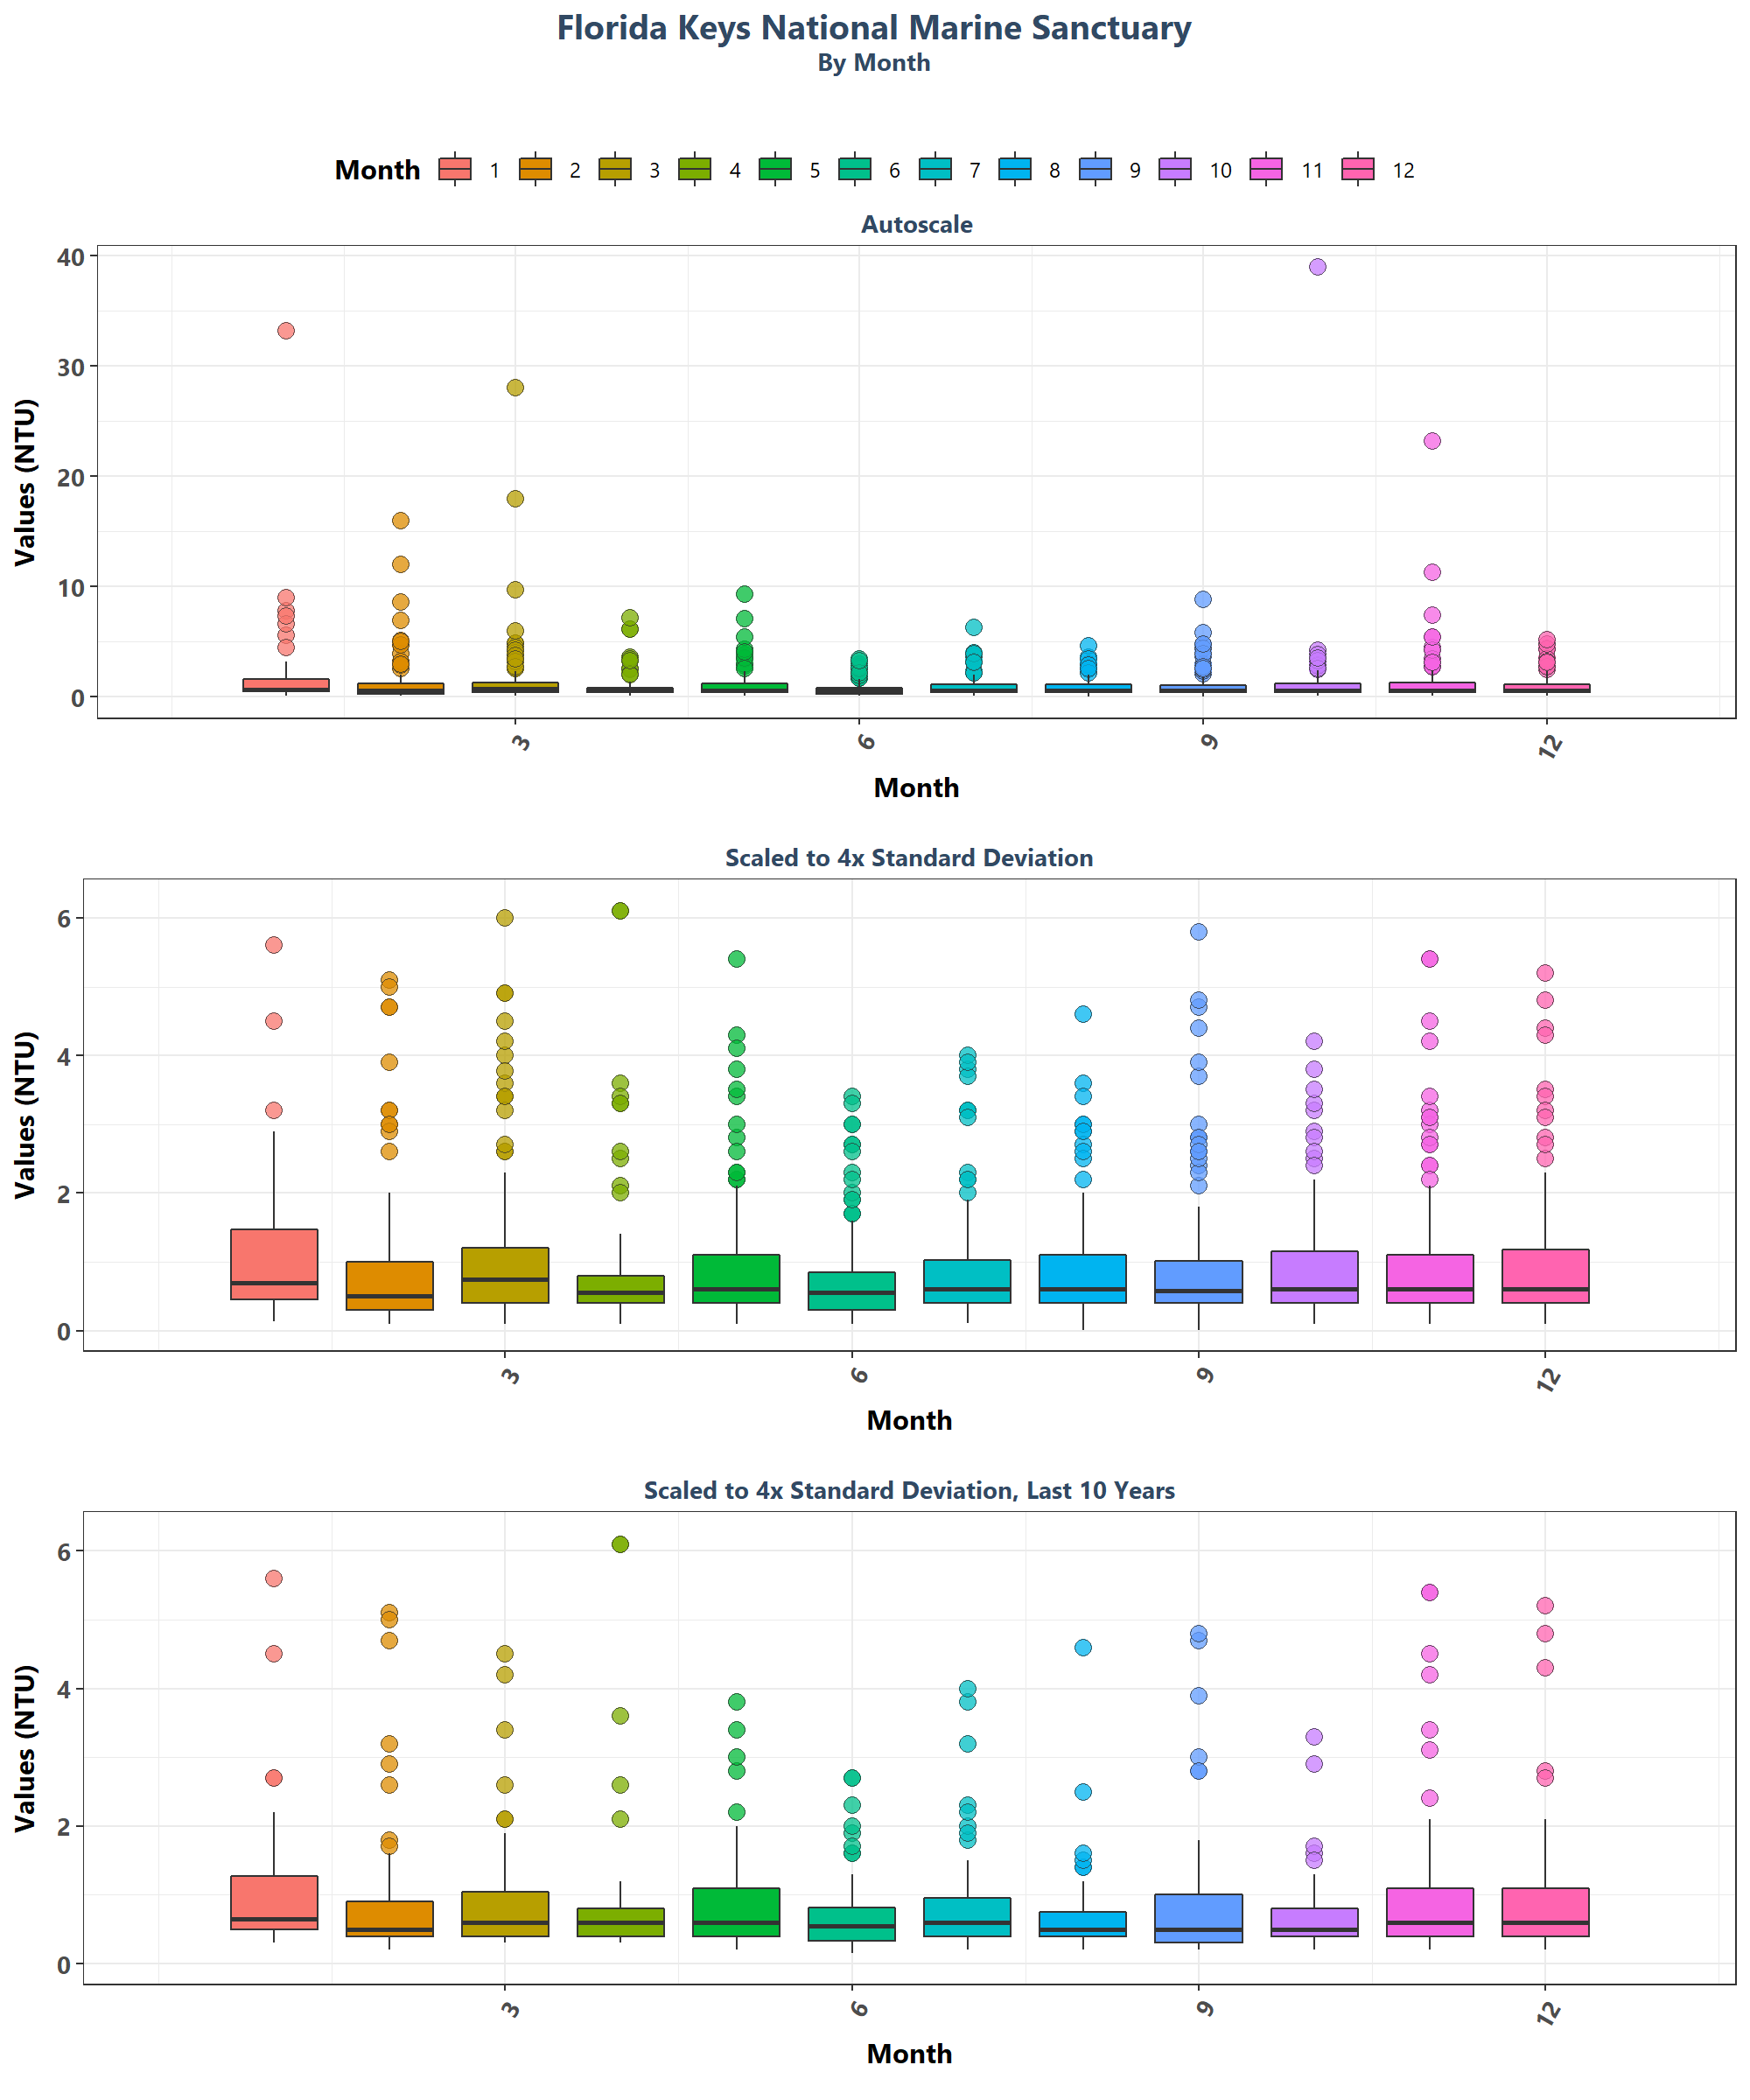 Florida Keys National Marine Sanctuary
By Month
Month 1 2 3 4 5 6 7 8 9 10 11 12
Autoscale
Values (NTU)
40
30
20
10
0
3 6 9 12
Month
Scaled to 4x Standard Deviation
Values (NTU)
6
4
2
0
3 6 9 12
Month
Scaled to 4x Standard Deviation, Last 10 Years
Values (NTU)
6
4
2
0
3 6 9 12
Month